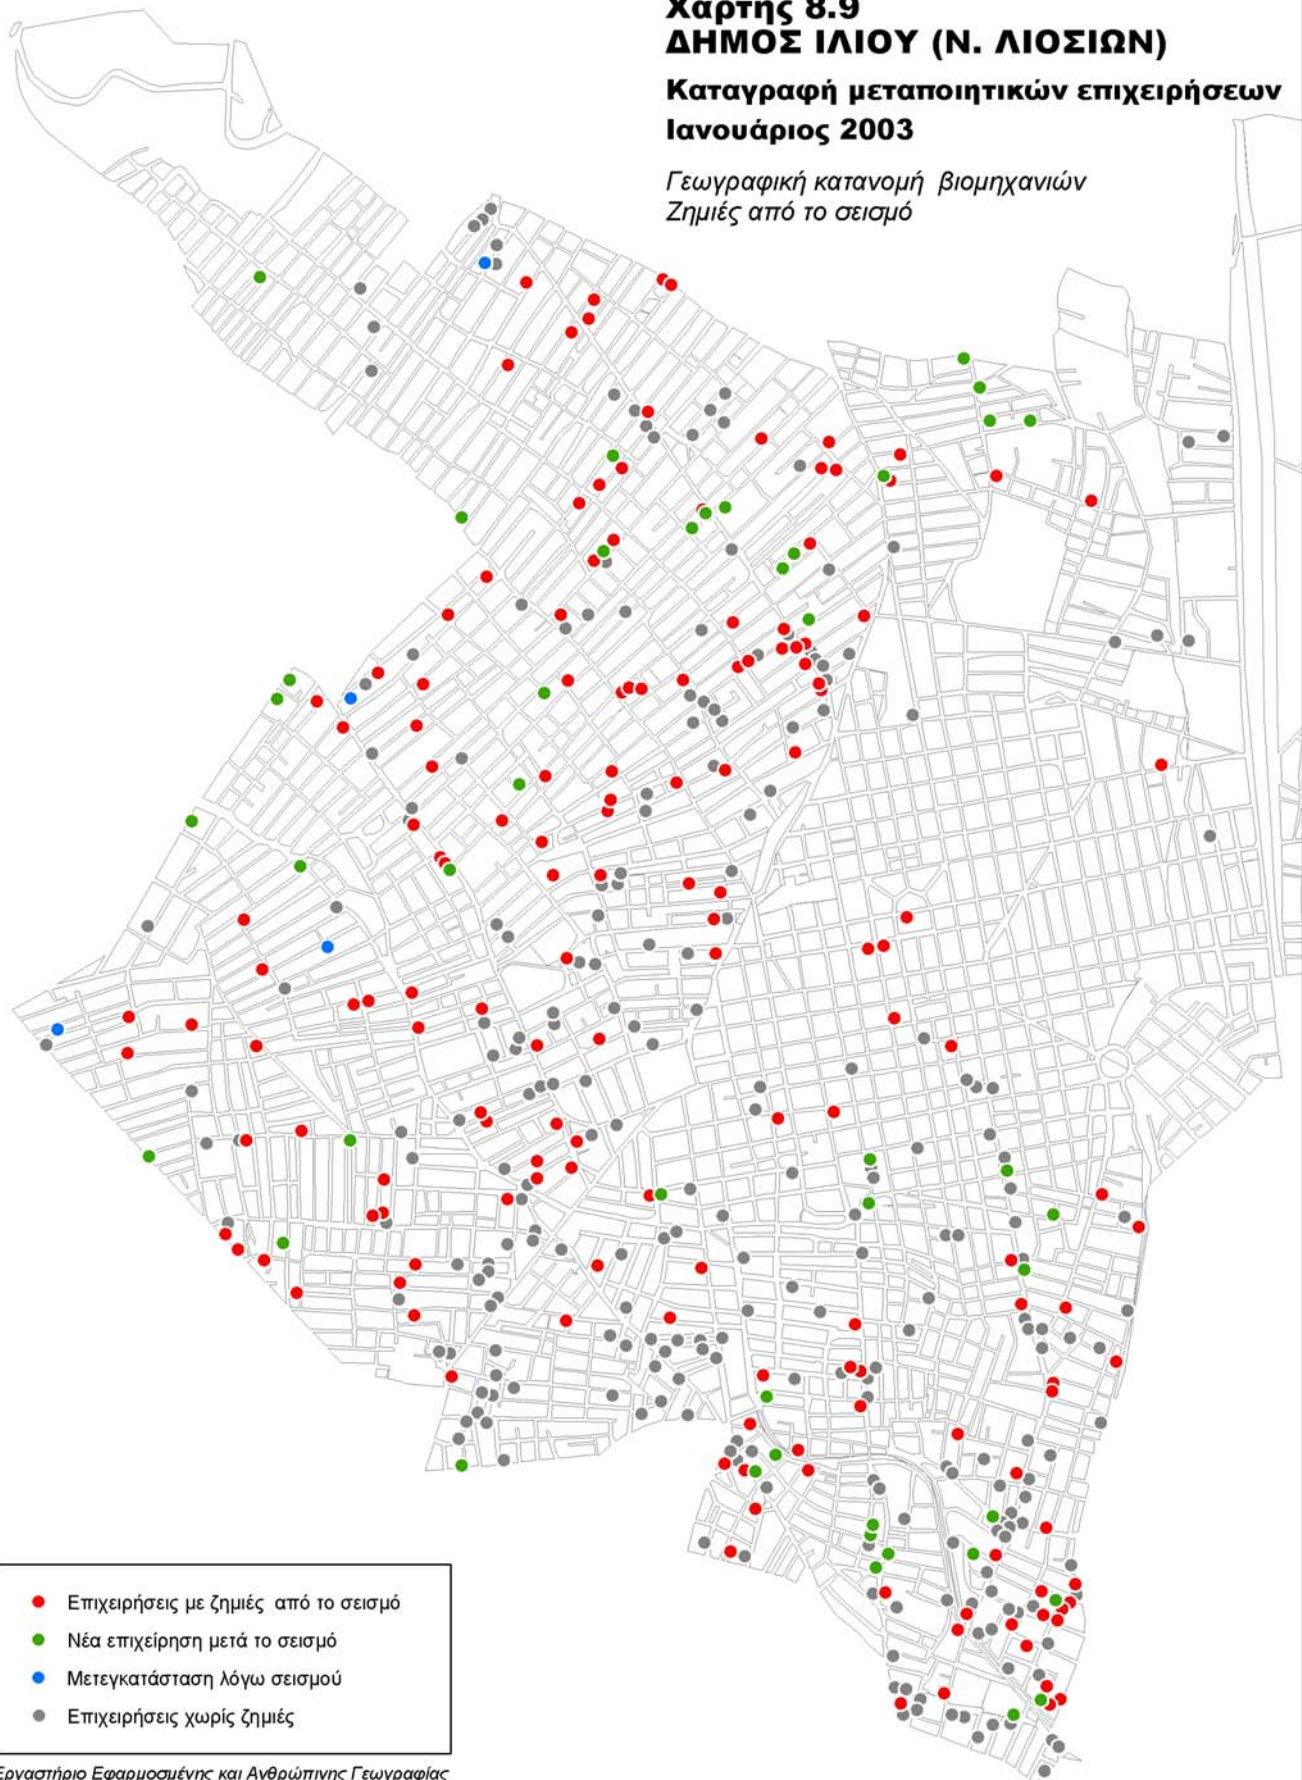 Χάρτης 8.9
ΔΗΜΟΣ ΙΛΙΟΥ (Ν. ΛΙΟΣΙΩΝ)
Καταγραφή μεταποιητικών επιχειρήσεων
Ιανουάριος 2003
Γεωγραφική κατανομή βιομηχανιών
Ζημιές από το σεισμό
Επιχειρήσεις με ζημιές από το σεισμό
Νέα επιχείρηση μετά το σεισμό
Μετεγκατάσταση λόγω σεισμού
Επιχειρήσεις χωρίς ζημιές
Εργαστήριο Εφαρμοσμένης και Ανθρώπινης Γεωγραφίας